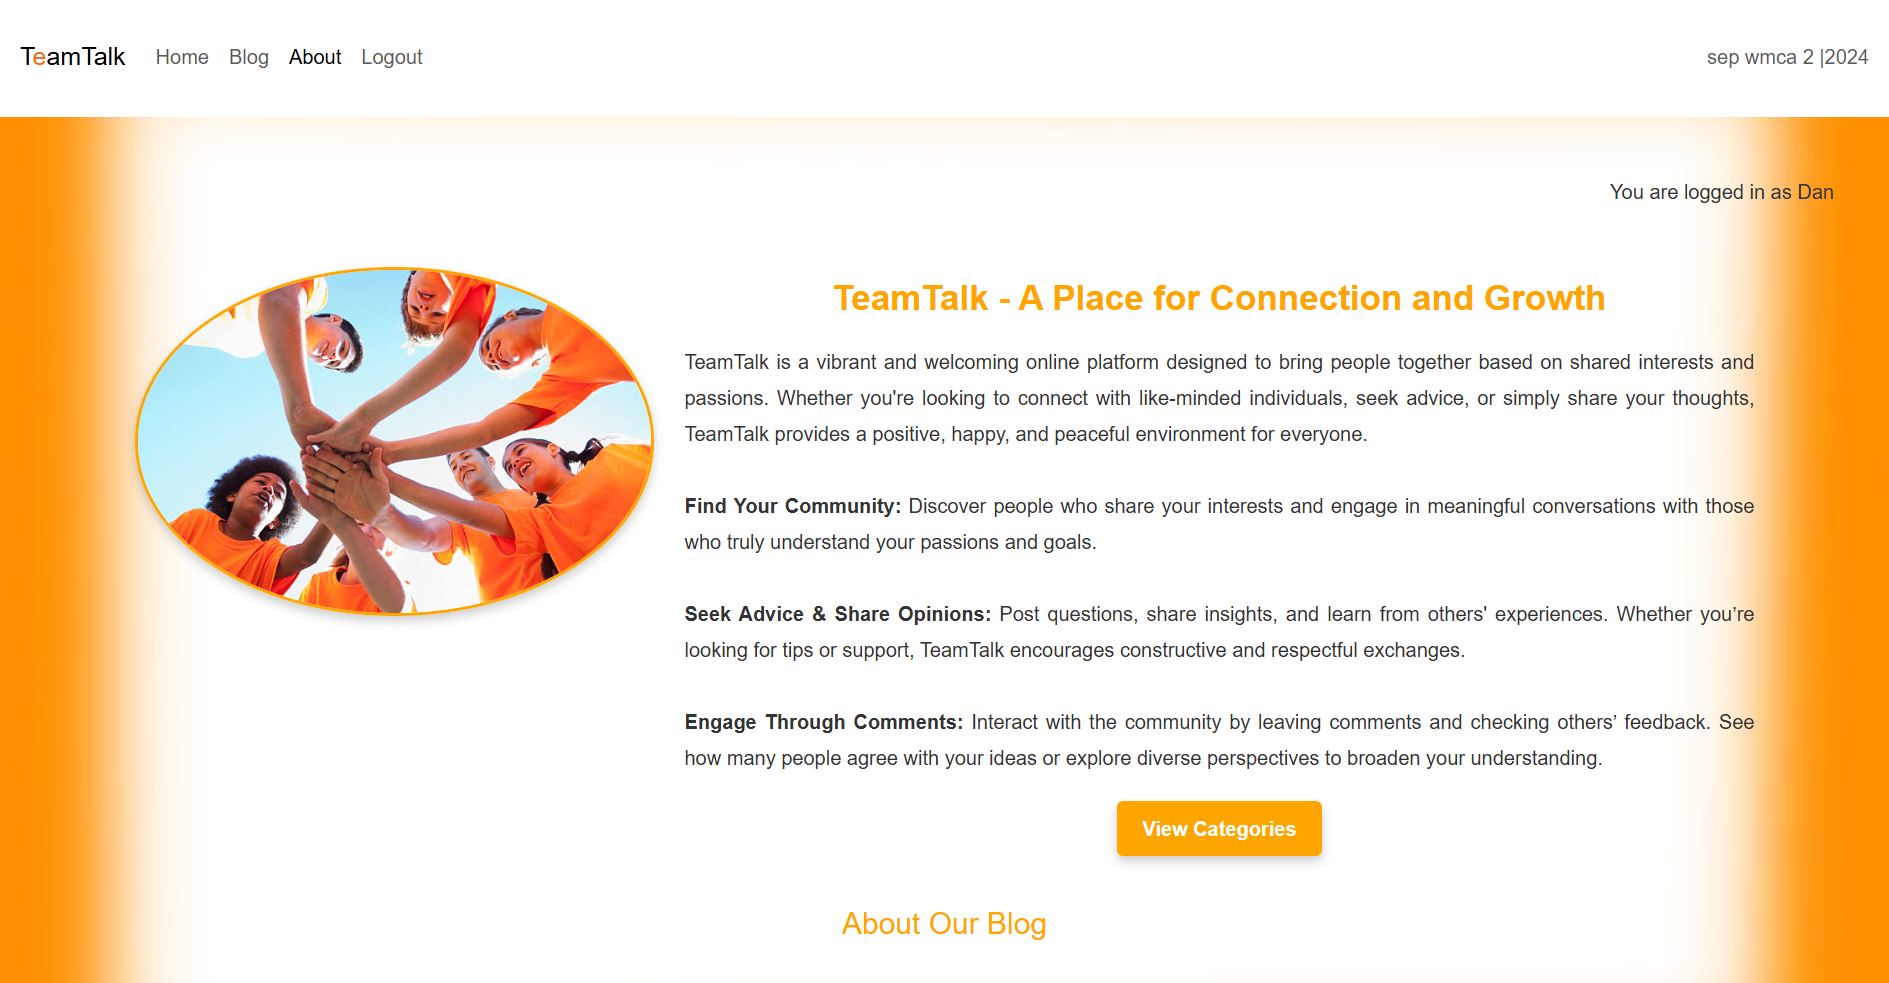 TeamTalk Home Blog About Logout sep wmca 2 |2024
You are logged in as Dan
TeamTalk - A Place for Connection and Growth
TeamTalk is a vibrant and welcoming online platform designed to bring people together based on shared interests and
passions. Whether you're looking to connect with like-minded individuals, seek advice, or simply share your thoughts,
TeamTalk provides a positive, happy, and peaceful environment for everyone.
Find Your Community: Discover people who share your interests and engage in meaningful conversations with those
who truly understand your passions and goals.
Seek Advice & Share Opinions: Post questions, share insights, and learn from others' experiences. Whether you’re
looking for tips or support, TeamTalk encourages constructive and respectful exchanges.
Engage Through Comments: Interact with the community by leaving comments and checking others’ feedback. See
how many people agree with your ideas or explore diverse perspectives to broaden your understanding.
View Categories
About Our Blog